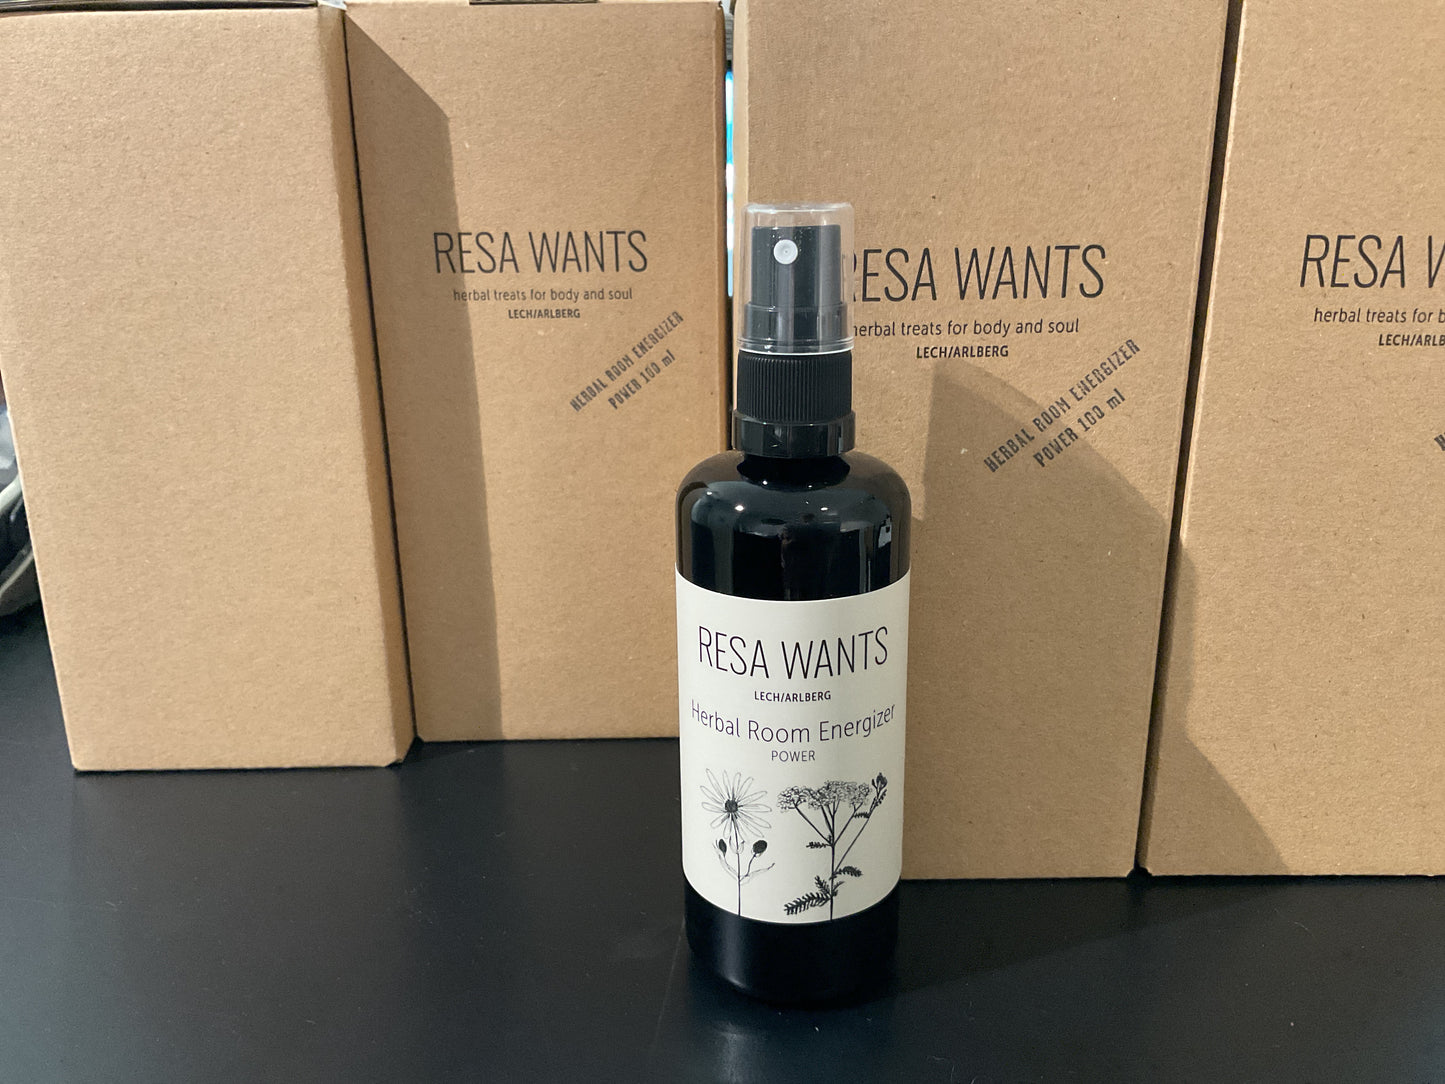 RESA WANTS
herbal treats for body and soul
LECH/ARLBERG
HERBAL ROOM ENERGIZER
POWER 100 ml
RESA WANTS
herbal treats for body and soul
LECH/ARLBERG
HERBAL ROOM ENERGIZER
POWER 100 ml
RESA
herbal treats for
LECH/ARLB
RESA WANTS
LECH/ARLBERG
Herbal Room Energizer
POWER